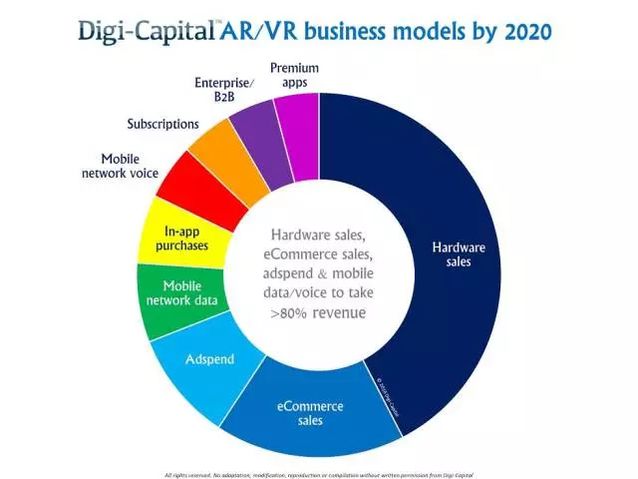 Digi-Capital™ AR/VR business models by 2020
Premium
apps
Enterprise/
B2B
Subscriptions
Mobile
network voice
In-app
purchases
Mobile
network data
Adspend
eCommerce
sales
Hardware
sales
Hardware sales,
eCommerce sales,
adspend & mobile
data/voice to take
>80% revenue
© 2016 Digi-Capital
All rights reserved. No adaptation, modification, reproduction or compilation without written permission from Digi-Capital